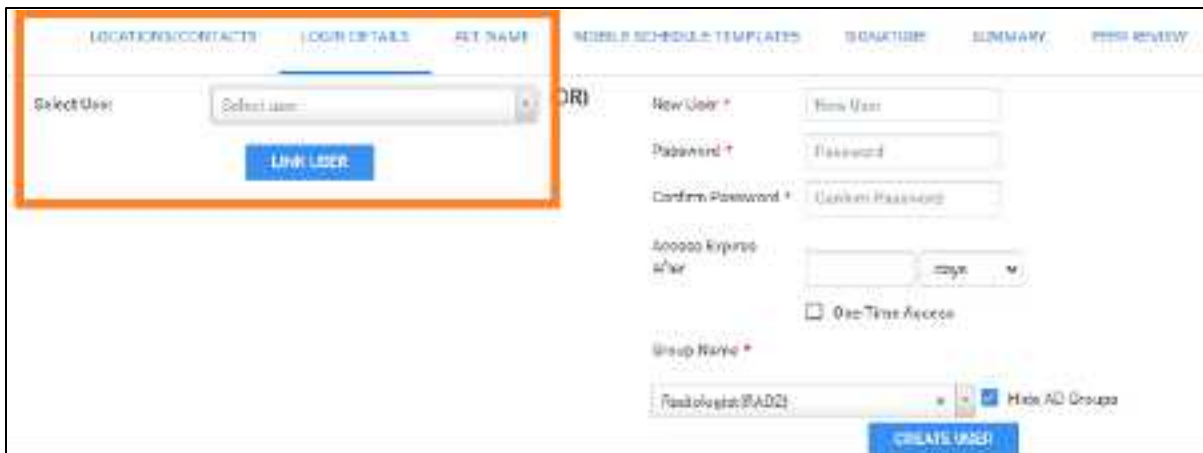 LOCATIONS/CONTACTS LOGIN DETAILS ALT. NAME MOBILE SCHEDULE TEMPLATES SIGNATURE SUMMARY PEER REVIEW
Select User Select user OR)
LINK USER
New User * New User
Password * Password
Confirm Password * Confirm Password
Access Expires
After days
One Time Access
Group Name *
Radiologist(RAD2) × Hide AD Groups
CREATE USER